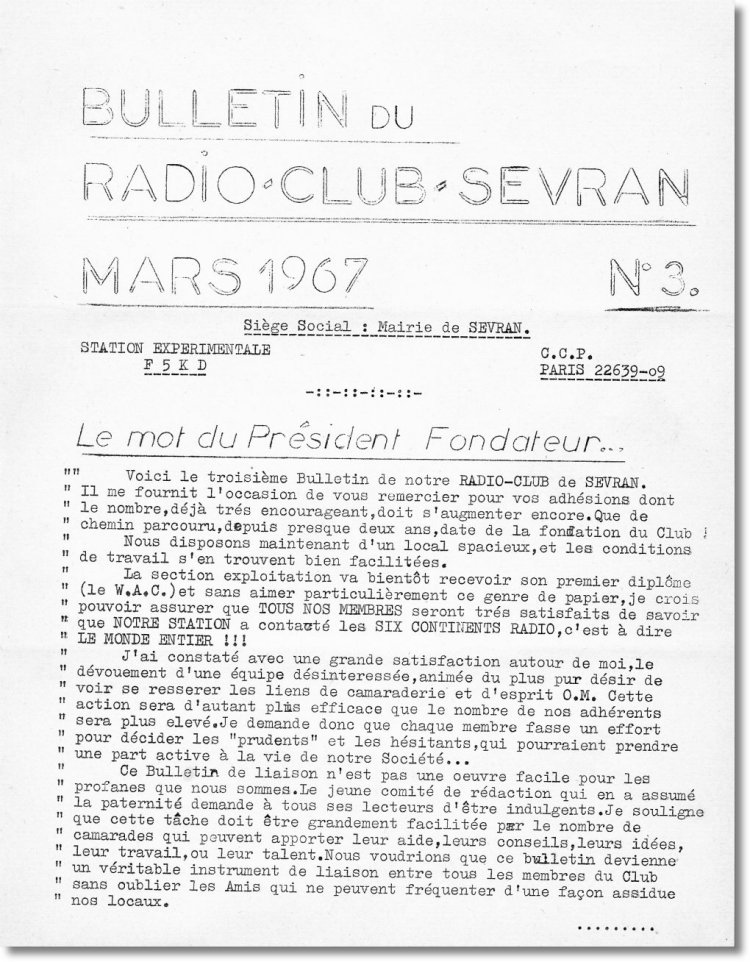 BULLETIN DU
RADIO-CLUB-SEVRAN
MARS 1967 N° 3.
Siège Social : Mairie de SEVRAN.
STATION EXPERIMENTALE C.C.P.
F 5 K D PARIS 22639-09
-::-::-::-::-
Le mot du Président Fondateur...
"" Voici le troisième Bulletin de notre RADIO-CLUB de SEVRAN.
" Il me fournit l'occasion de vous remercier pour vos adhésions dont
" le nombre,déjà trés encourageant,doit s'augmenter encore.Que de
" chemin parcouru,depuis presque deux ans,date de la fondation du Club !
" Nous disposons maintenant d'un local spacieux,et les conditions
" de travail s'en trouvent bien facilitées.
" La section exploitation va bientôt recevoir son premier diplôme
" (le W.A.C.)et sans aimer particulièrement ce genre de papier,je crois
" pouvoir assurer que TOUS NOS MEMBRES seront trés satisfaits de savoir
" que NOTRE STATION a contacté les SIX CONTINENTS RADIO,c'est à dire
" LE MONDE ENTIER !!!
" J'ai constaté avec une grande satisfaction autour de moi,le
" dévouement d'une équipe désinteressée,animée du plus pur désir de
" voir se resserer les liens de camaraderie et d'esprit O.M. Cette
" action sera d'autant plus efficace que le nombre de nos adhérents
" sera plus elevé.Je demande donc que chaque membre fasse un effort
" pour décider les "prudents" et les hésitants,qui pourraient prendre
" une part active à la vie de notre Société...
" Ce Bulletin de liaison n'est pas une oeuvre facile pour les
" profanes que nous sommes.Le jeune comité de rédaction qui en a assumé
" la paternité demande à tous ses lecteurs d'être indulgents.Je souligne
" que cette tâche doit être grandement facilitée par le nombre de
" camarades qui peuvent apporter leur aide,leurs conseils,leurs idées,
" leur travail,ou leur talent.Nous voudrions que ce bulletin devienne
" un véritable instrument de liaison entre tous les membres du Club
" sans oublier les Amis qui ne peuvent fréquenter d'une façon assidue
" nos locaux.
.........